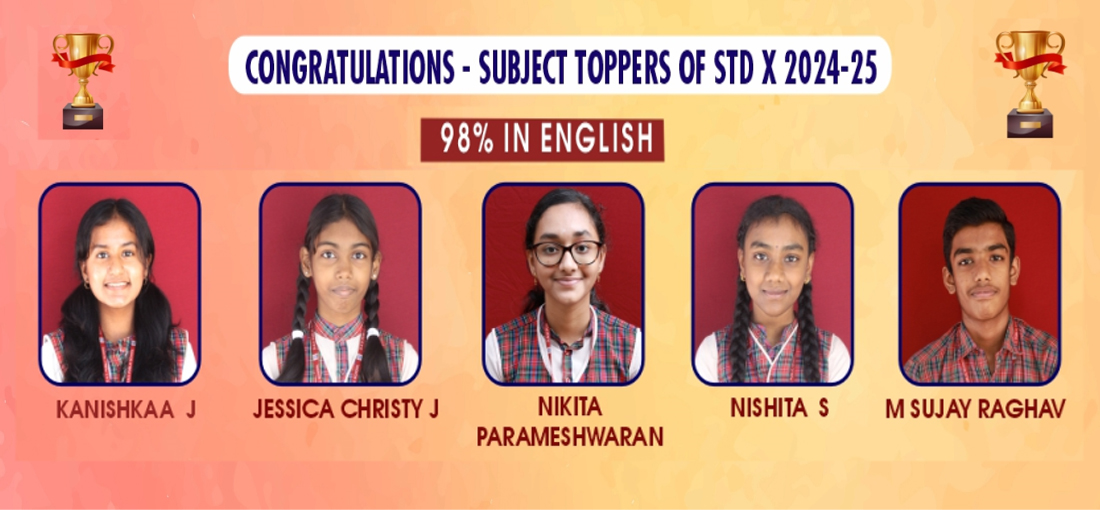 CONGRATULATIONS - SUBJECT TOPPERS OF STD X 2024-25
98% IN ENGLISH
KANISHKAA J
JESSICA CHRISTY J
NIKITA
PARAMESHWARAN
NISHITA S
M SUJAY RAGHAV